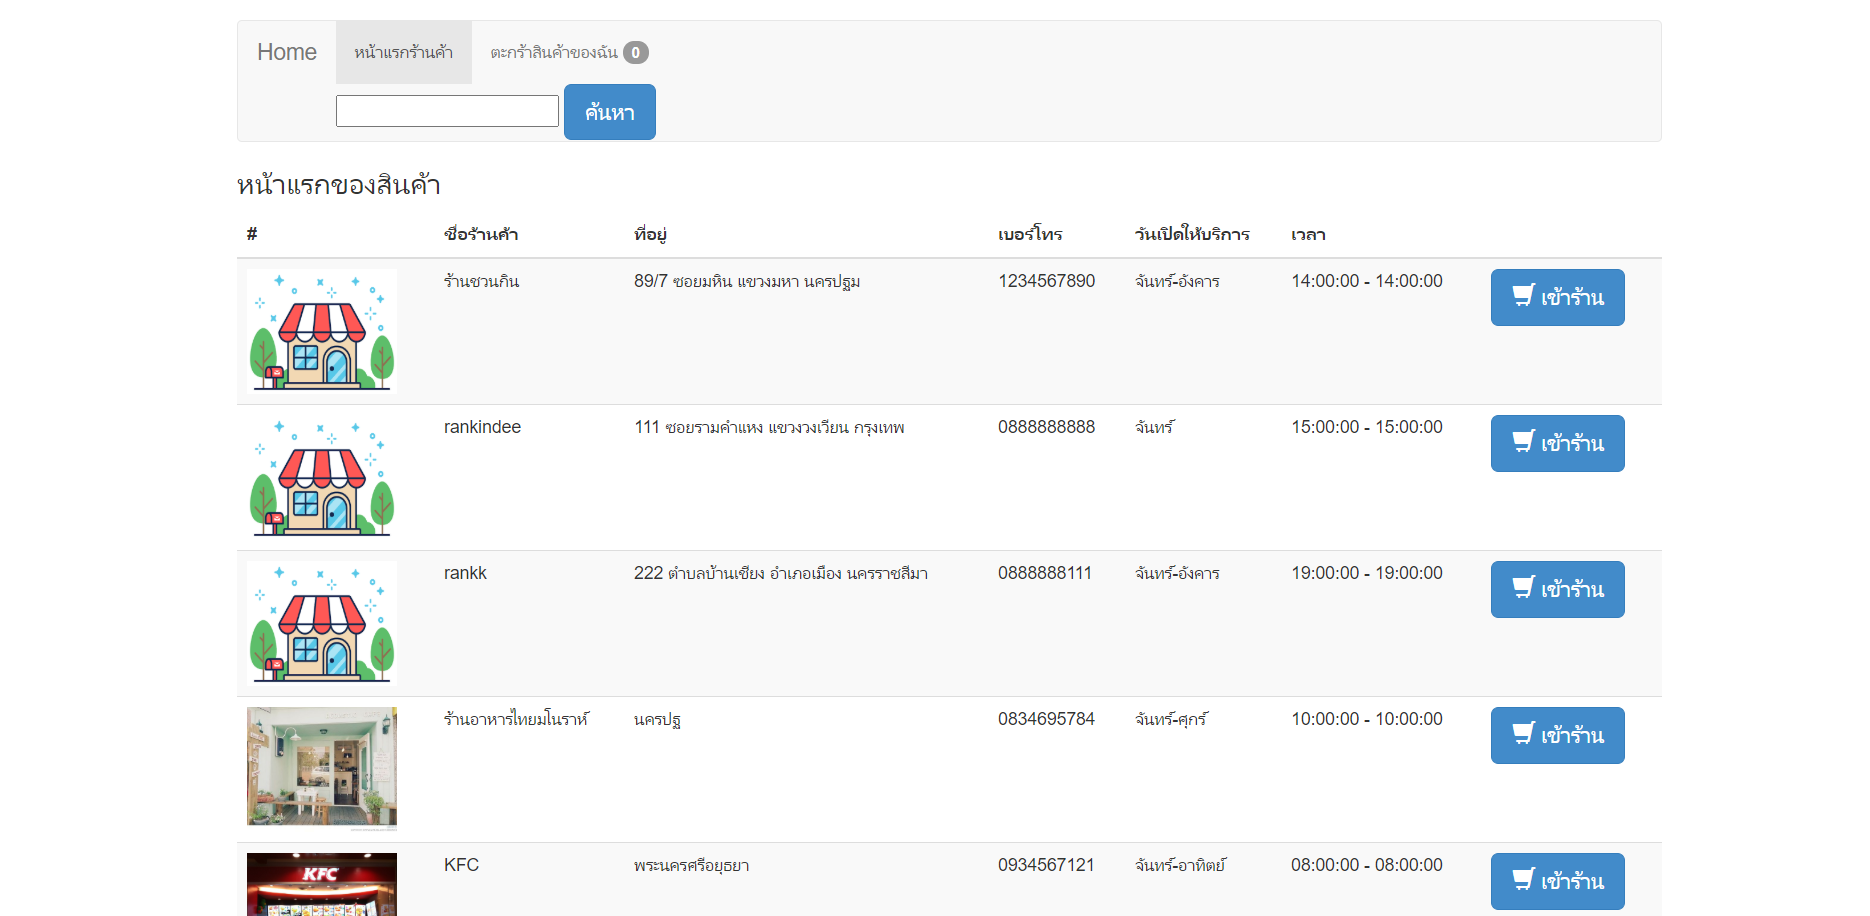 Home หน้าแรกร้านค้า ตะกร้าสินค้าของฉัน 0
ค้นหา
หน้าแรกของสินค้า
# ชื่อร้านค้า ที่อยู่ เบอร์โทร วันเปิดให้บริการ เวลา
ร้านชวนกิน 89/7 ซอยมหิน แขวงมหา นครปฐม 1234567890 จันทร์-อังคาร 14:00:00 - 14:00:00 เข้าร้าน
rankindee 111 ซอยรามคำแหง แขวงวงเวียน กรุงเทพ 0888888888 จันทร์ 15:00:00 - 15:00:00 เข้าร้าน
rankk 222 ตำบลบ้านเชียง อำเภอเมือง นครราชสีมา 0888888111 จันทร์-อังคาร 19:00:00 - 19:00:00 เข้าร้าน
ร้านอาหารไทยมโนราห์ นครปฐ 0834695784 จันทร์-ศุกร์ 10:00:00 - 10:00:00 เข้าร้าน
KFC KFC พระนครศรีอยุธยา 0934567121 จันทร์-อาทิตย์ 08:00:00 - 08:00:00 เข้าร้าน